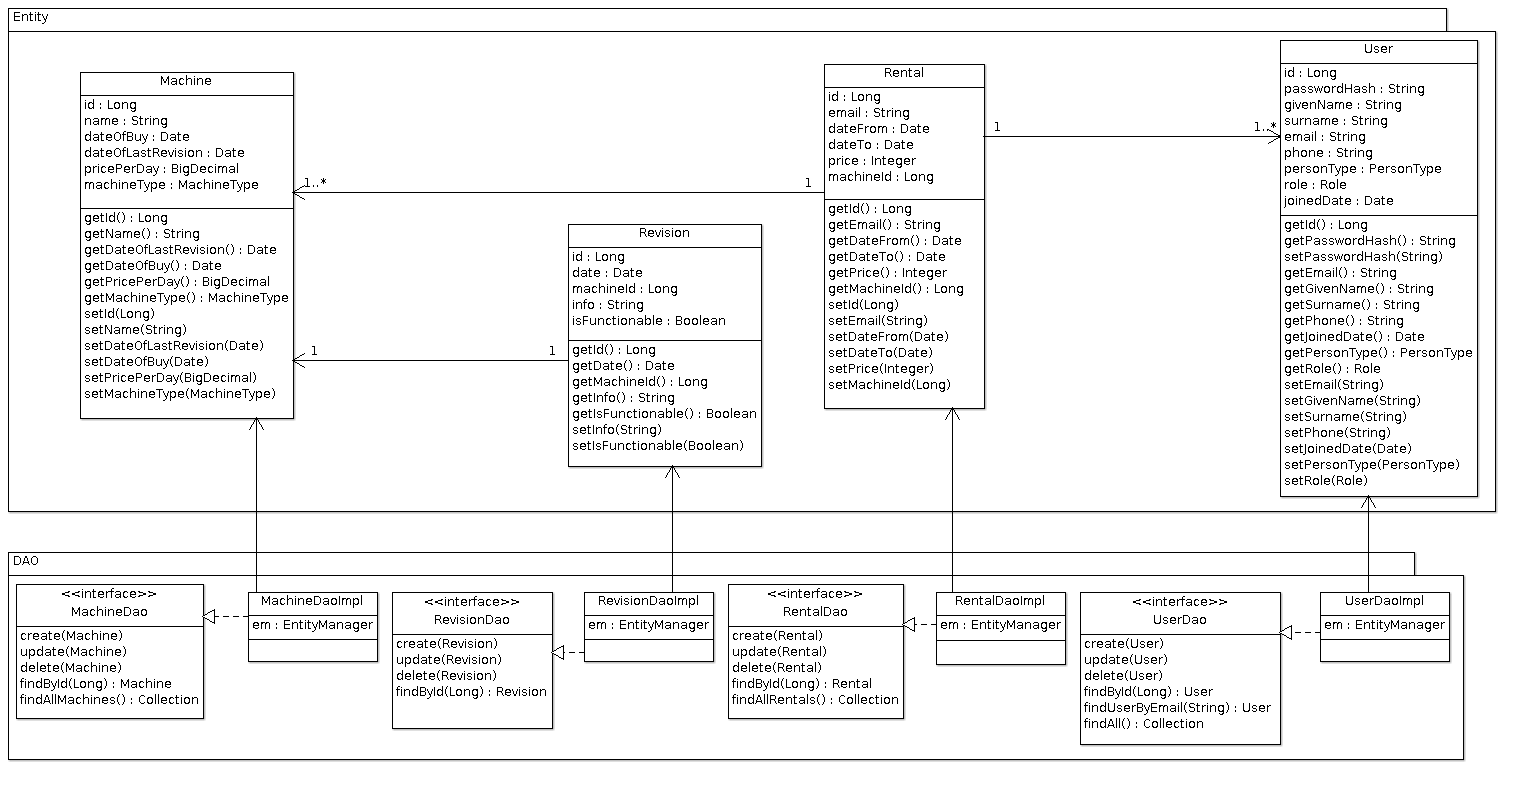 Entity
Machine
id : Long
name : String
dateOfBuy : Date
dateOfLastRevision : Date
pricePerDay : BigDecimal
machineType : MachineType
getId() : Long
getName() : String
getDateOfLastRevision() : Date
getDateOfBuy() : Date
getPricePerDay() : BigDecimal
getMachineType() : MachineType
setId(Long)
setName(String)
setDateOfLastRevision(Date)
setDateOfBuy(Date)
setPricePerDay(BigDecimal)
setMachineType(MachineType)
1..*
1
1
1
Revision
id : Long
date : Date
machineId : Long
info : String
isFunctionable : Boolean
getId() : Long
getDate() : Date
getMachineId() : Long
getInfo() : String
getIsFunctionable() : Boolean
setInfo(String)
setIsFunctionable(Boolean)
Rental
id : Long
email : String
dateFrom : Date
dateTo : Date
price : Integer
machineId : Long
getId() : Long
getEmail() : String
getDateFrom() : Date
getDateTo() : Date
getPrice() : Integer
getMachineId() : Long
setId(Long)
setEmail(String)
setDateFrom(Date)
setDateTo(Date)
setPrice(Integer)
setMachineId(Long)
1
1..*
User
id : Long
passwordHash : String
givenName : String
surname : String
email : String
phone : String
personType : PersonType
role : Role
joinedDate : Date
getId() : Long
getPasswordHash() : String
setPasswordHash(String)
getEmail() : String
getGivenName() : String
getSurname() : String
getPhone() : String
getJoinedDate() : Date
getPersonType() : PersonType
getRole() : Role
setEmail(String)
setGivenName(String)
setSurname(String)
setPhone(String)
setJoinedDate(Date)
setPersonType(PersonType)
setRole(Role)
DAO
<<interface>>
MachineDao
create(Machine)
update(Machine)
delete(Machine)
findById(Long) : Machine
findAllMachines() : Collection
MachineDaoImpl
em : EntityManager
<<interface>>
RevisionDao
create(Revision)
update(Revision)
delete(Revision)
findById(Long) : Revision
RevisionDaoImpl
em : EntityManager
<<interface>>
RentalDao
create(Rental)
update(Rental)
delete(Rental)
findById(Long) : Rental
findAllRentals() : Collection
RentalDaoImpl
em : EntityManager
<<interface>>
UserDao
create(User)
update(User)
delete(User)
findById(Long) : User
findUserByEmail(String) : User
findAll() : Collection
UserDaoImpl
em : EntityManager